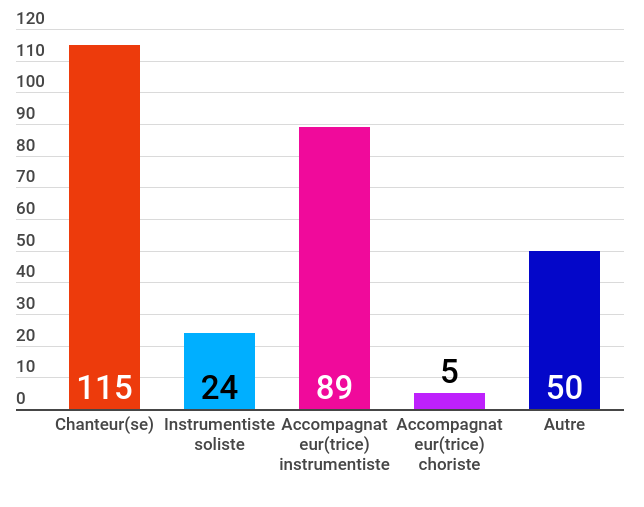 120
110
100
90
80
70
60
50
40
30
20
10
0
115
24
89
5
50
Chanteur(se)
Instrumentiste
soliste
Accompagnat
eur(trice)
instrumentiste
Accompagnat
eur(trice)
choriste
Autre